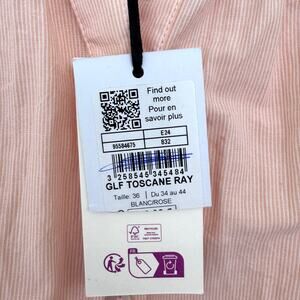 Find out
more
Pour en
savoir plus
95584675
E24
832
3 258545 345484
GLF TOSCANE RAY
Taille: 36 | Du 34 au 44
BLANC/ROSE
FSC